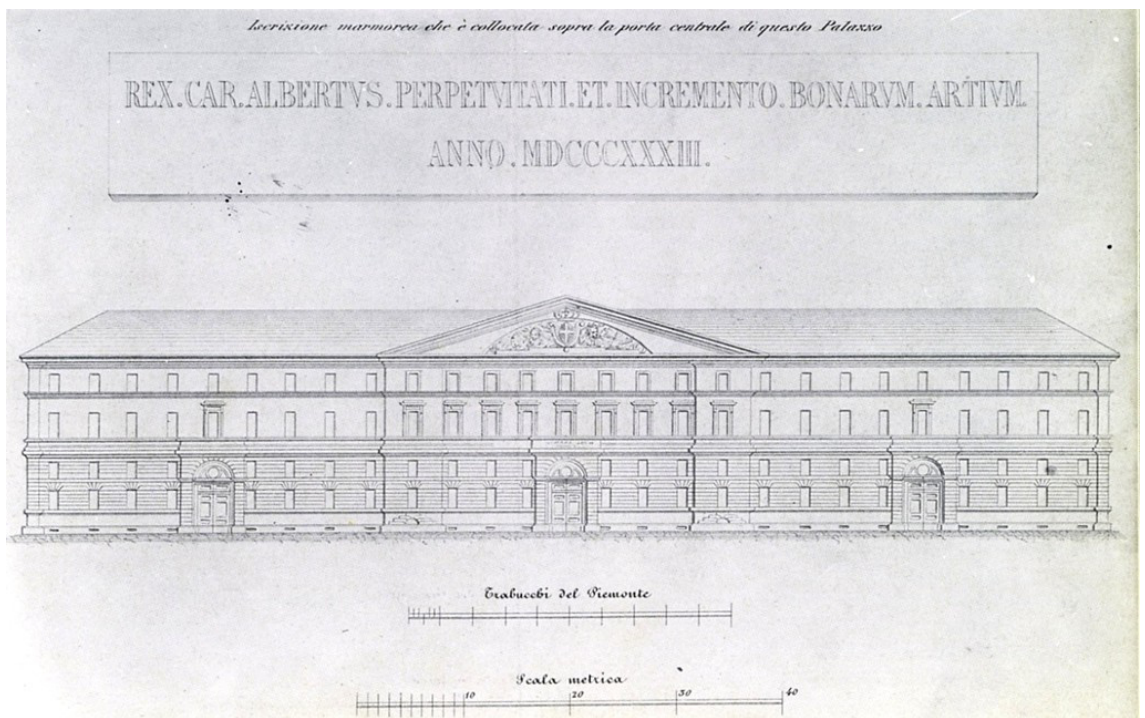 Iscrizione marmorea che è collocata sopra la porta centrale di questo Palazzo
REX.CAR.ALBERTVS.PERPETVITATI.ET.INCREMENTO.BONARVM.ARTIVM.
ANNO.MDCCCXXXIII.
Trabucchi del Piemonte
Scala metrica
10 20 30 40